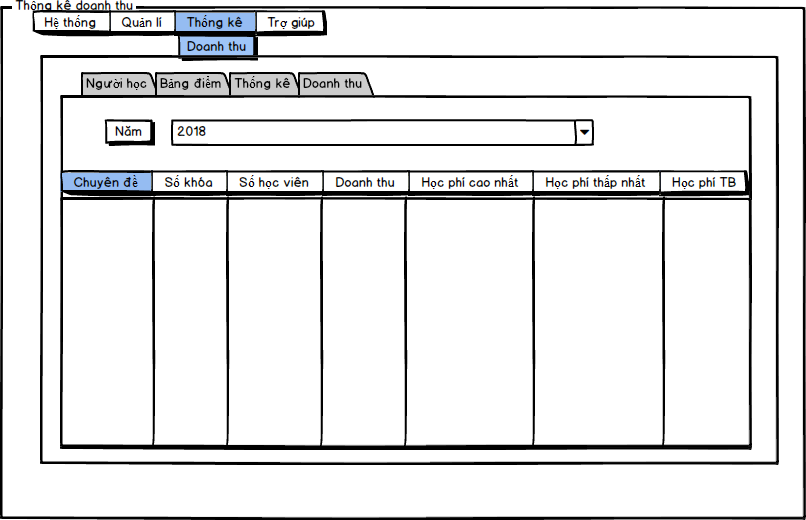 Thống kê doanh thu
Hệ thống Quản lí Thống kê Trợ giúp
Doanh thu
Người học Bảng điểm Thống kê Doanh thu
Năm 2018
Chuyên đề Số khóa Số học viên Doanh thu Học phí cao nhất Học phí thấp nhất Học phí TB